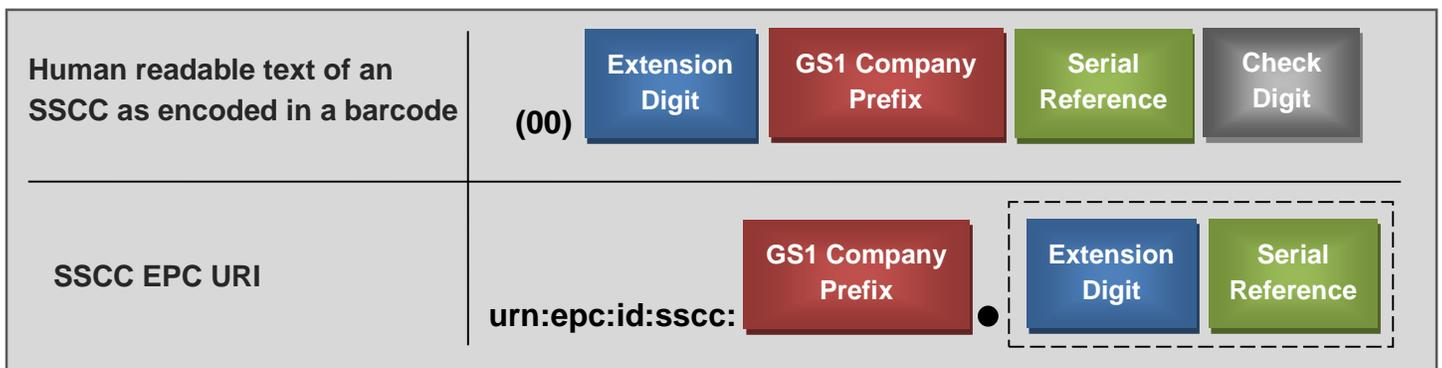 Human readable text of an
SSCC as encoded in a barcode
(00)
Extension
Digit
GS1 Company
Prefix
Serial
Reference
Check
Digit
SSCC EPC URI
urn:epc:id:sscc:
GS1 Company
Prefix
●
Extension
Digit
Serial
Reference